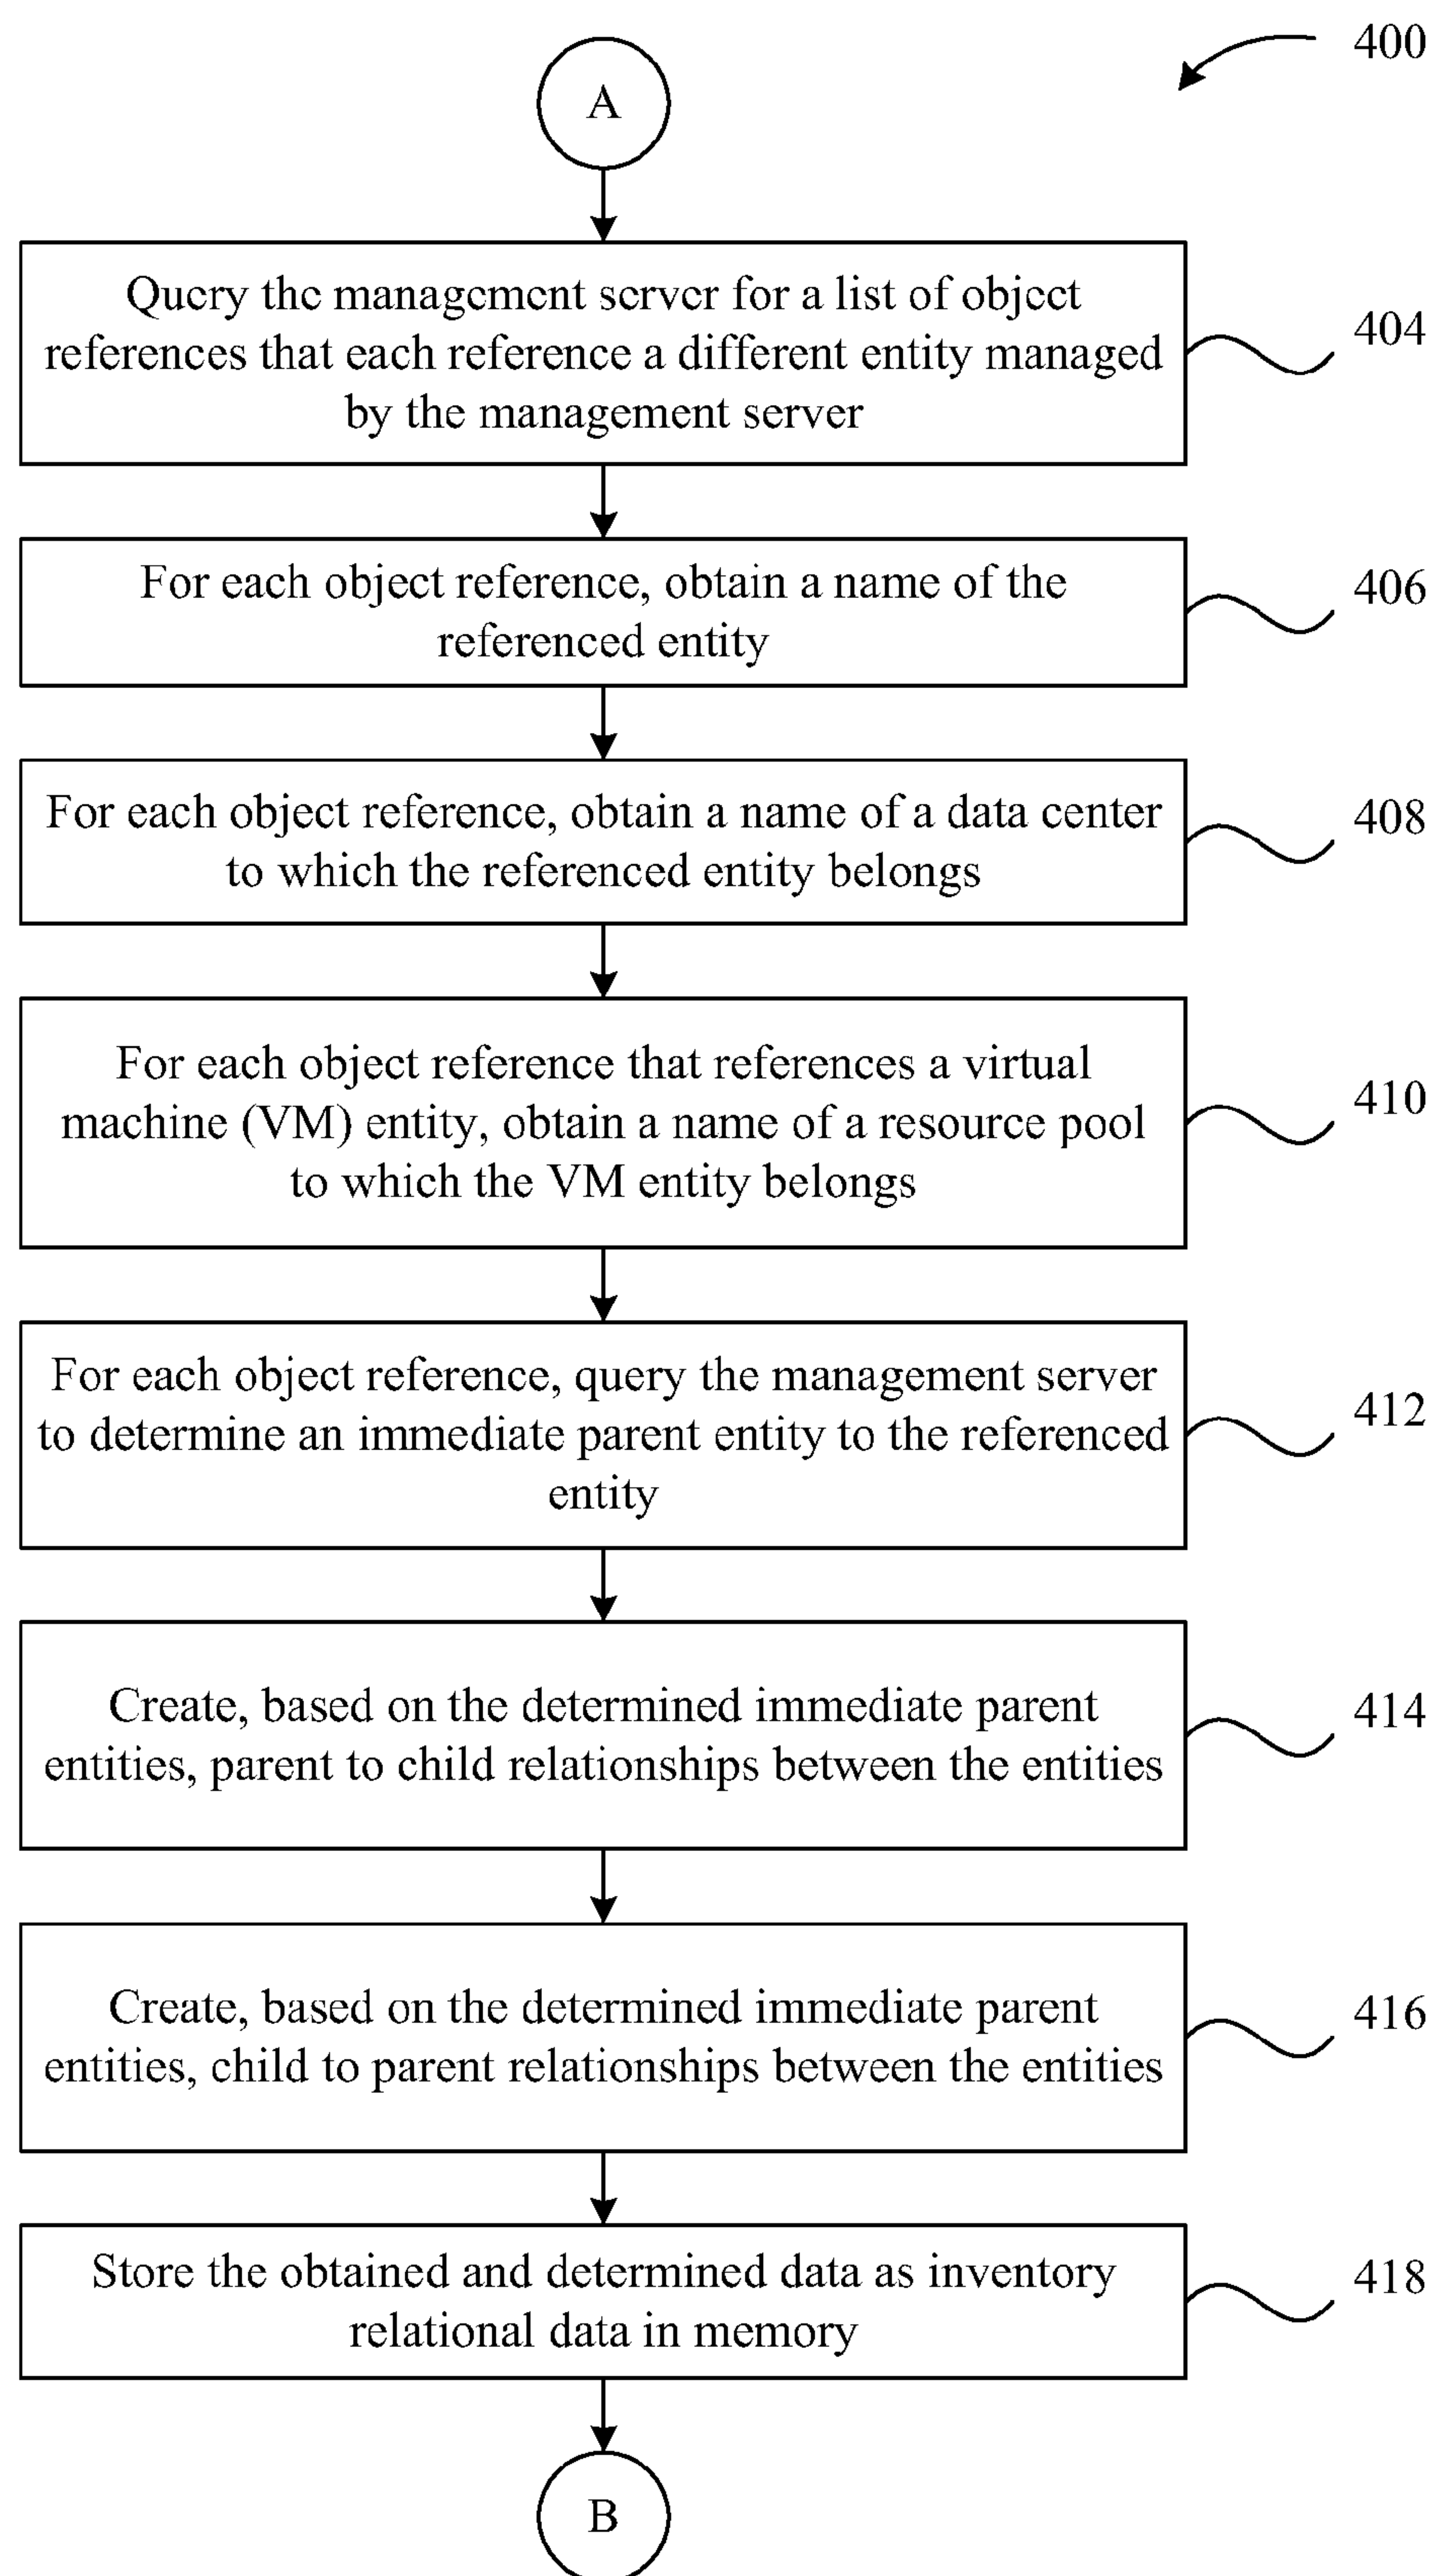 400
A
Query the management server for a list of object
references that each reference a different entity managed
by the management server
404
For each object reference, obtain a name of the
referenced entity
406
For each object reference, obtain a name of a data center
to which the referenced entity belongs
408
For each object reference that references a virtual
machine (VM) entity, obtain a name of a resource pool
to which the VM entity belongs
410
For each object reference, query the management server
to determine an immediate parent entity to the referenced
entity
412
Create, based on the determined immediate parent
entities, parent to child relationships between the entities
414
Create, based on the determined immediate parent
entities, child to parent relationships between the entities
416
Store the obtained and determined data as inventory
relational data in memory
418
B